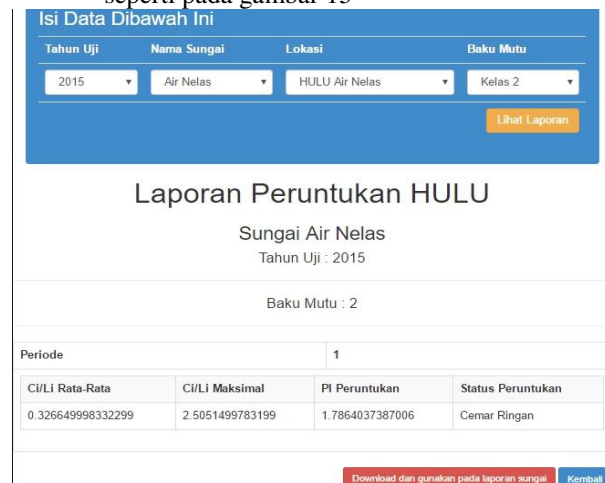 seperti pada gambar 15
Isi Data Dibawah Ini
Tahun Uji Nama Sungai Lokasi Baku Mutu
2015 Air Nelas HULU Air Nelas Kelas 2
Lihat Laporan
Laporan Peruntukan HULU
Sungai Air Nelas
Tahun Uji : 2015
Baku Mutu : 2
Periode 1
Ci/Li Rata-Rata Ci/Li Maksimal PI Peruntukan Status Peruntukan
0.326649998332299 2.5051499783199 1.7864037387006 Cemar Ringan
Download dan gunakan pada laporan sungai Kembali